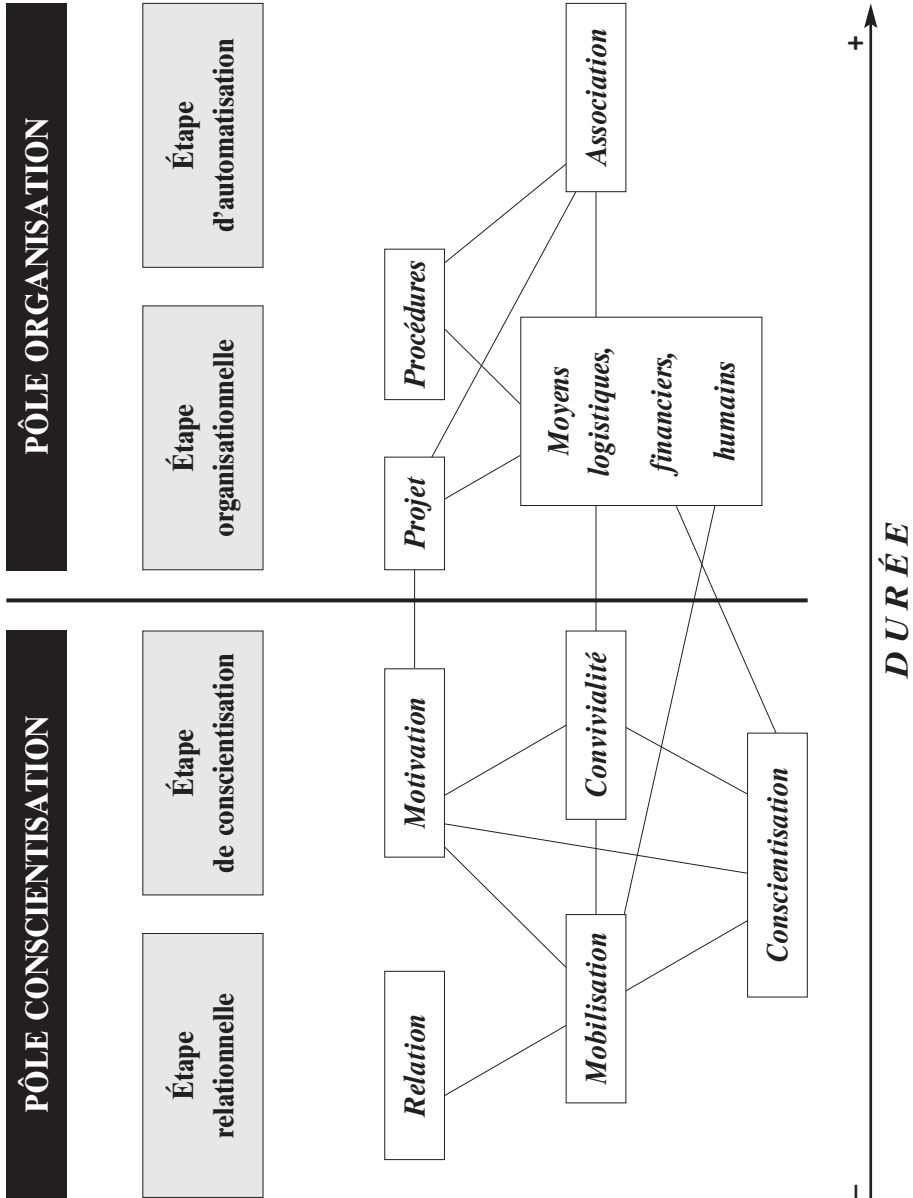 PÔLE CONSCIENTISATION
PÔLE ORGANISATION
Étape
relationnelle
Étape
de conscientisation
Étape
organisationnelle
Étape
d'automatisation
Relation
Motivation
Projet
Procédures
Mobilisation
Convivialité
Moyens
logistiques,
financiers,
humains
Association
Conscientisation
–
+
DURÉE